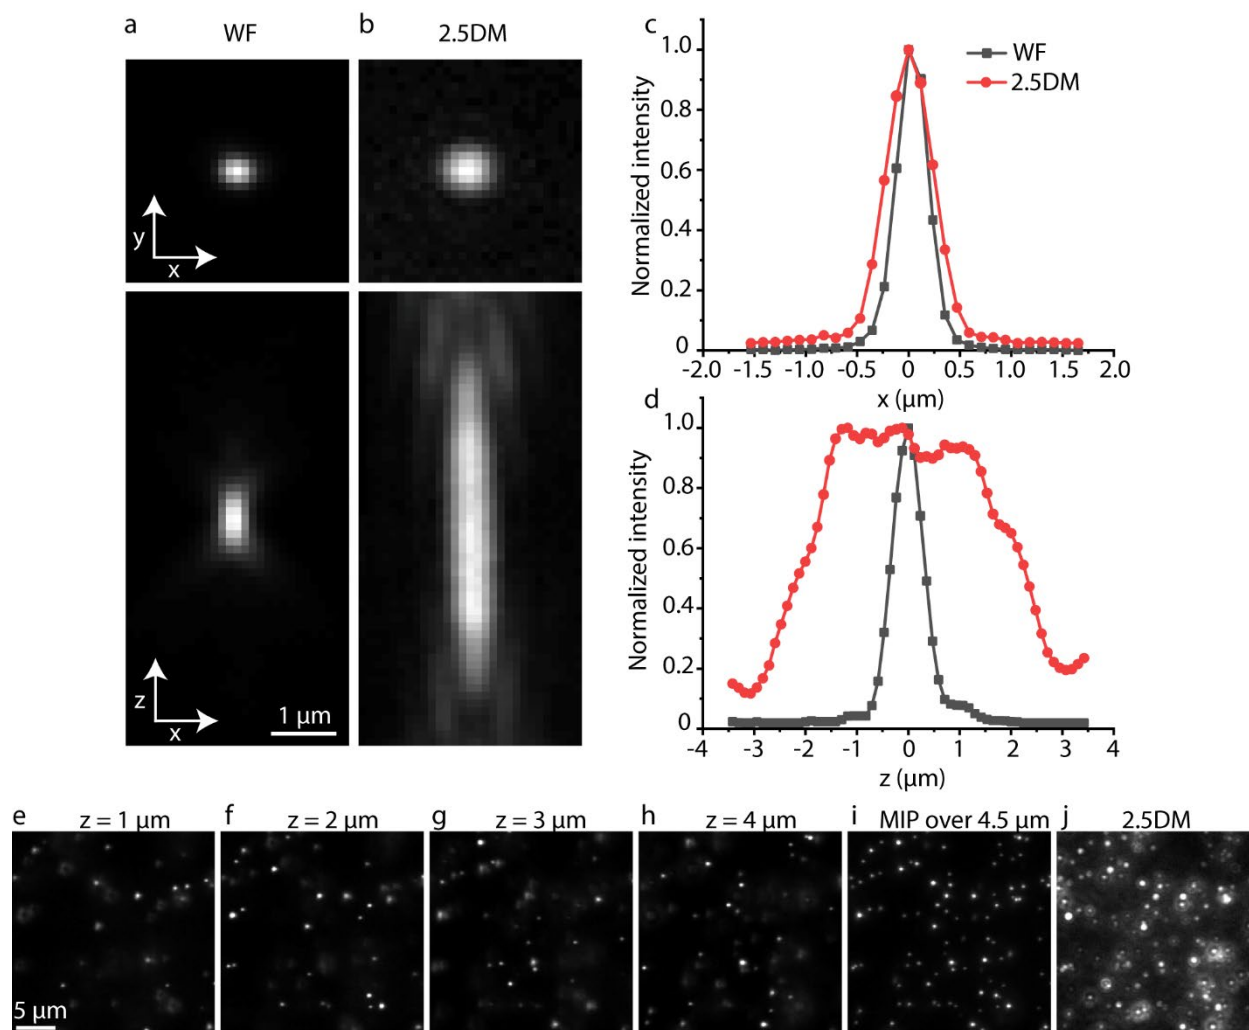 a
WF
b
2.5DM
y
x
z
x
1 µm
c
WF
2.5DM
Normalized intensity
1.0
0.8
0.6
0.4
0.2
0
-2.0 -1.5 -1.0 -0.5 0 0.5 1.0 1.5 2.0
x (µm)
d
Normalized intensity
1.0
0.8
0.6
0.4
0.2
0
-4 -3 -2 -1 0 1 2 3 4
z (µm)
e z = 1 µm
f z = 2 µm
g z = 3 µm
h z = 4 µm
i MIP over 4.5 µm
j 2.5DM
5 µm